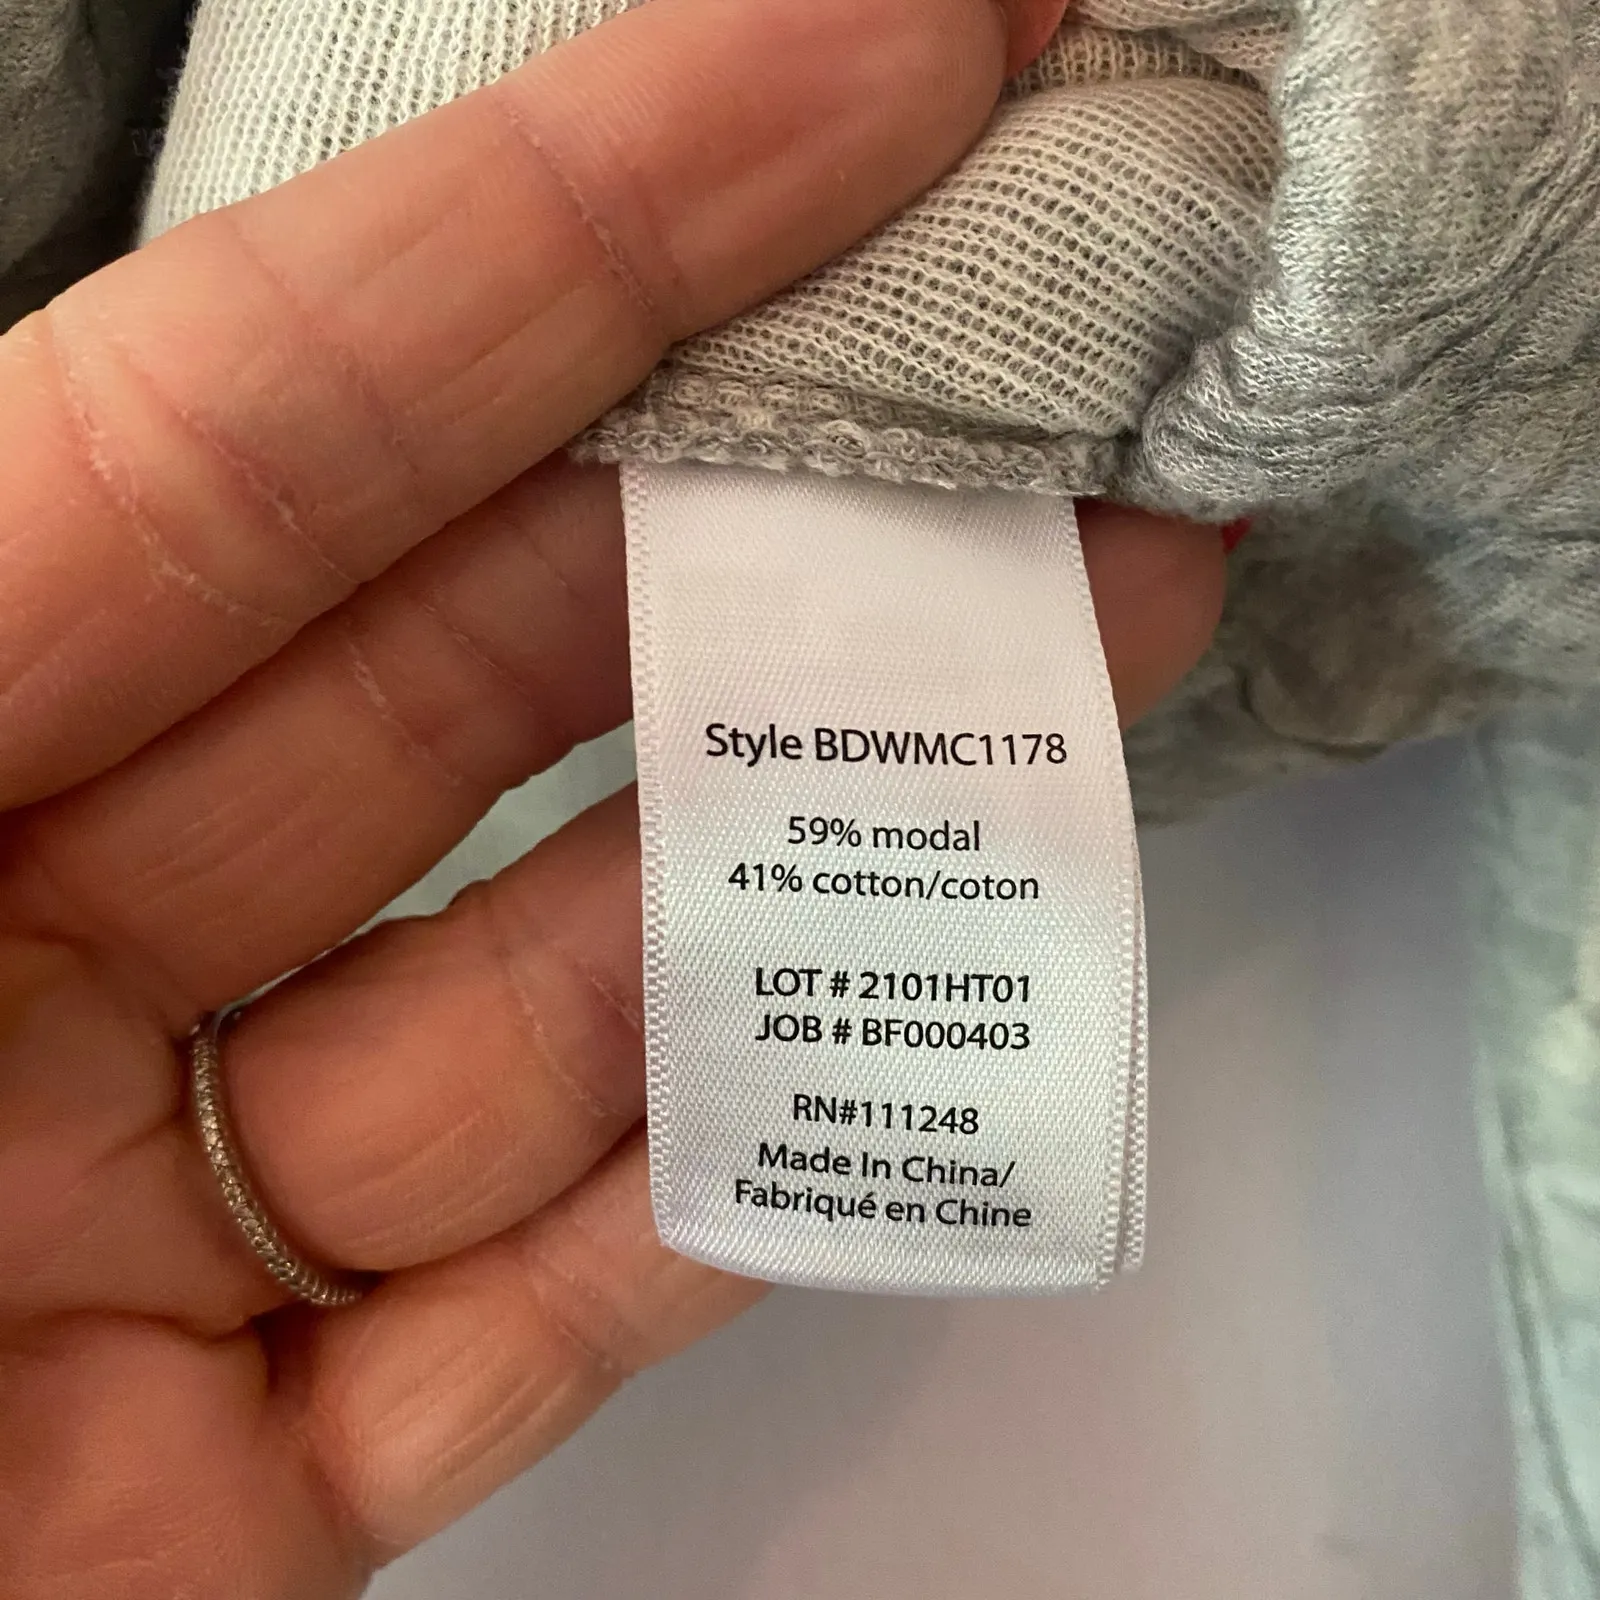 Style BDWMC1178
59% modal
41% cotton/coton
LOT # 2101HT01
JOB # BF000403
RN#111248
Made In China/
Fabriqué en Chine